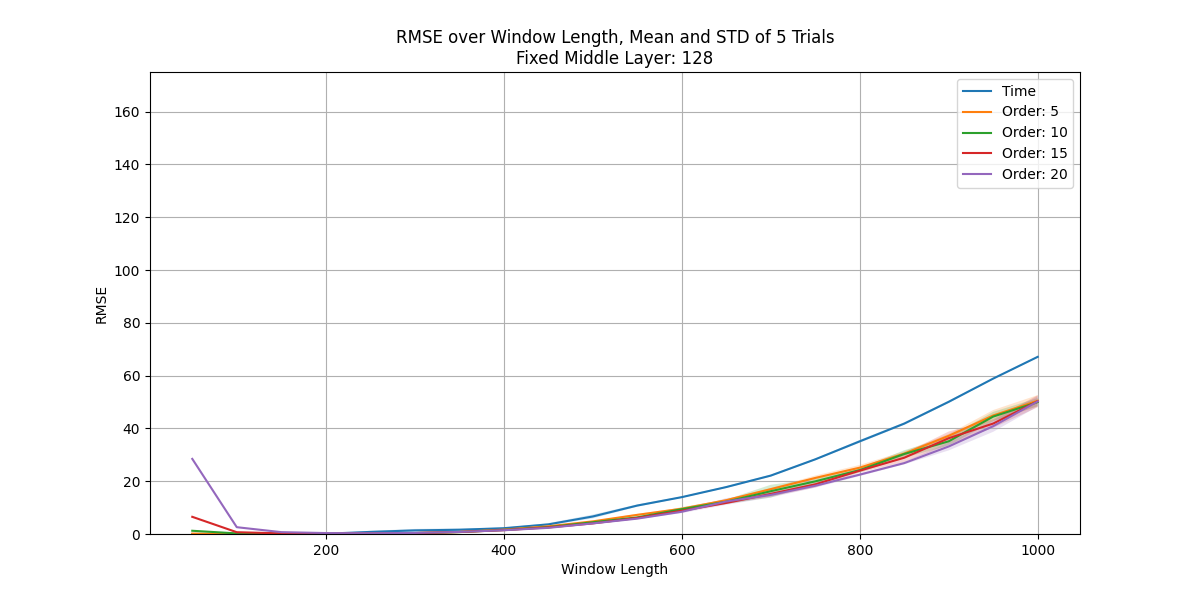 RMSE over Window Length, Mean and STD of 5 Trials
Fixed Middle Layer: 128
Time
Order: 5
Order: 10
Order: 15
Order: 20
160
140
120
100
80
60
40
20
0
RMSE
200
400
600
800
1000
Window Length